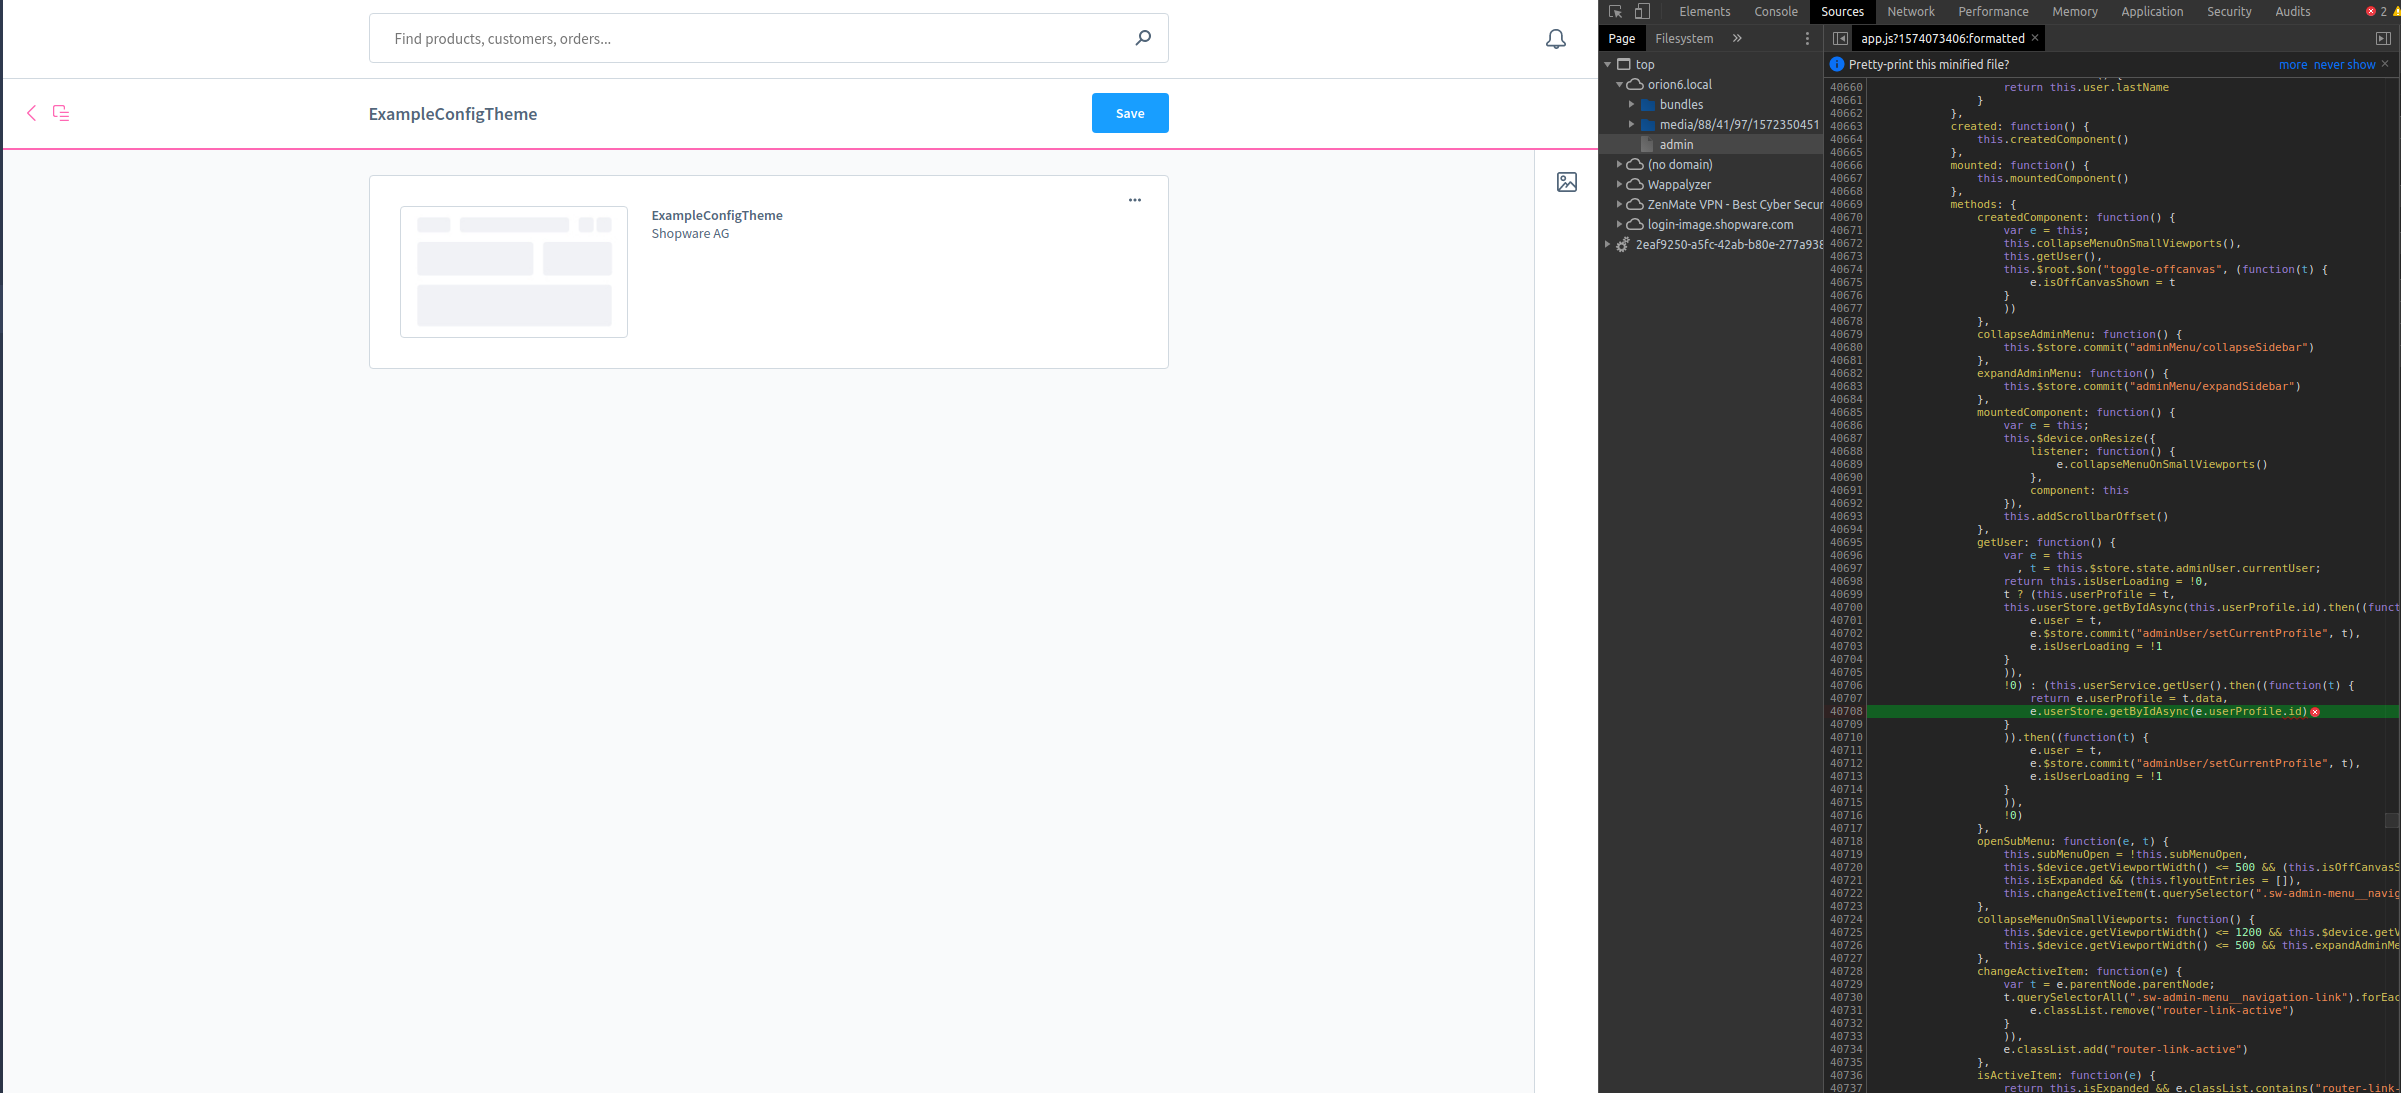 Find products, customers, orders...
ExampleConfigTheme
Save
ExampleConfigTheme
Shopware AG
Elements Console Sources Network Performance Memory Application Security Audits 2
Page Filesystem »
app.js?1574073406:formatted ×
Pretty-print this minified file? more never show ×
top
orion6.local
bundles
media/88/41/97/1572350451
admin
(no domain)
Wappalyzer
ZenMate VPN - Best Cyber Secur
login-image.shopware.com
2eaf9250-a5fc-42ab-b80e-277a938
40660 return this.user.lastName
40661 }
40662 },
40663 created: function() {
40664 this.createdComponent()
40665 },
40666 mounted: function() {
40667 this.mountedComponent()
40668 },
40669 methods: {
40670 createdComponent: function() {
40671 var e = this;
40672 this.collapseMenuOnSmallViewports(),
40673 this.getUser(),
40674 this.$root.$on("toggle-offcanvas", (function(t) {
40675 e.isOffCanvasShown = t
40676 }
40677 ))
40678 },
40679 collapseAdminMenu: function() {
40680 this.$store.commit("adminMenu/collapseSidebar")
40681 },
40682 expandAdminMenu: function() {
40683 this.$store.commit("adminMenu/expandSidebar")
40684 },
40685 mountedComponent: function() {
40686 var e = this;
40687 this.$device.onResize({
40688 listener: function() {
40689 e.collapseMenuOnSmallViewports()
40690 },
40691 component: this
40692 }),
40693 this.addScrollbarOffset()
40694 },
40695 getUser: function() {
40696 var e = this
40697 , t = this.$store.state.adminUser.currentUser;
40698 return this.isUserLoading = !0,
40699 t ? (this.userProfile = t,
40700 this.userStore.getByIdAsync(this.userProfile.id).then((funct
40701 e.user = t,
40702 e.$store.commit("adminUser/setCurrentProfile", t),
40703 e.isUserLoading = !1
40704 }
40705 )),
40706 !0) : (this.userService.getUser().then((function(t) {
40707 return e.userProfile = t.data,
40708 e.userStore.getByIdAsync(e.userProfile.id)
40709 }
40710 )).then((function(t) {
40711 e.user = t,
40712 e.$store.commit("adminUser/setCurrentProfile", t),
40713 e.isUserLoading = !1
40714 }
40715 )),
40716 !0)
40717 },
40718 openSubMenu: function(e, t) {
40719 this.subMenuOpen = !this.subMenuOpen,
40720 this.$device.getViewportWidth() <= 500 && (this.isOffCanvasS
40721 this.isExpanded && (this.flyoutEntries = []),
40722 this.changeActiveItem(t.querySelector(".sw-admin-menu__navig
40723 },
40724 collapseMenuOnSmallViewports: function() {
40725 this.$device.getViewportWidth() <= 1200 && this.$device.getV
40726 this.$device.getViewportWidth() <= 500 && this.expandAdminMe
40727 },
40728 changeActiveItem: function(e) {
40729 var t = e.parentNode.parentNode;
40730 t.querySelectorAll(".sw-admin-menu__navigation-link").forEac
40731 e.classList.remove("router-link-active")
40732 }
40733 )),
40734 e.classList.add("router-link-active")
40735 },
40736 isActiveItem: function(e) {
40737 return this.isExpanded && e.classList.contains("router-link-